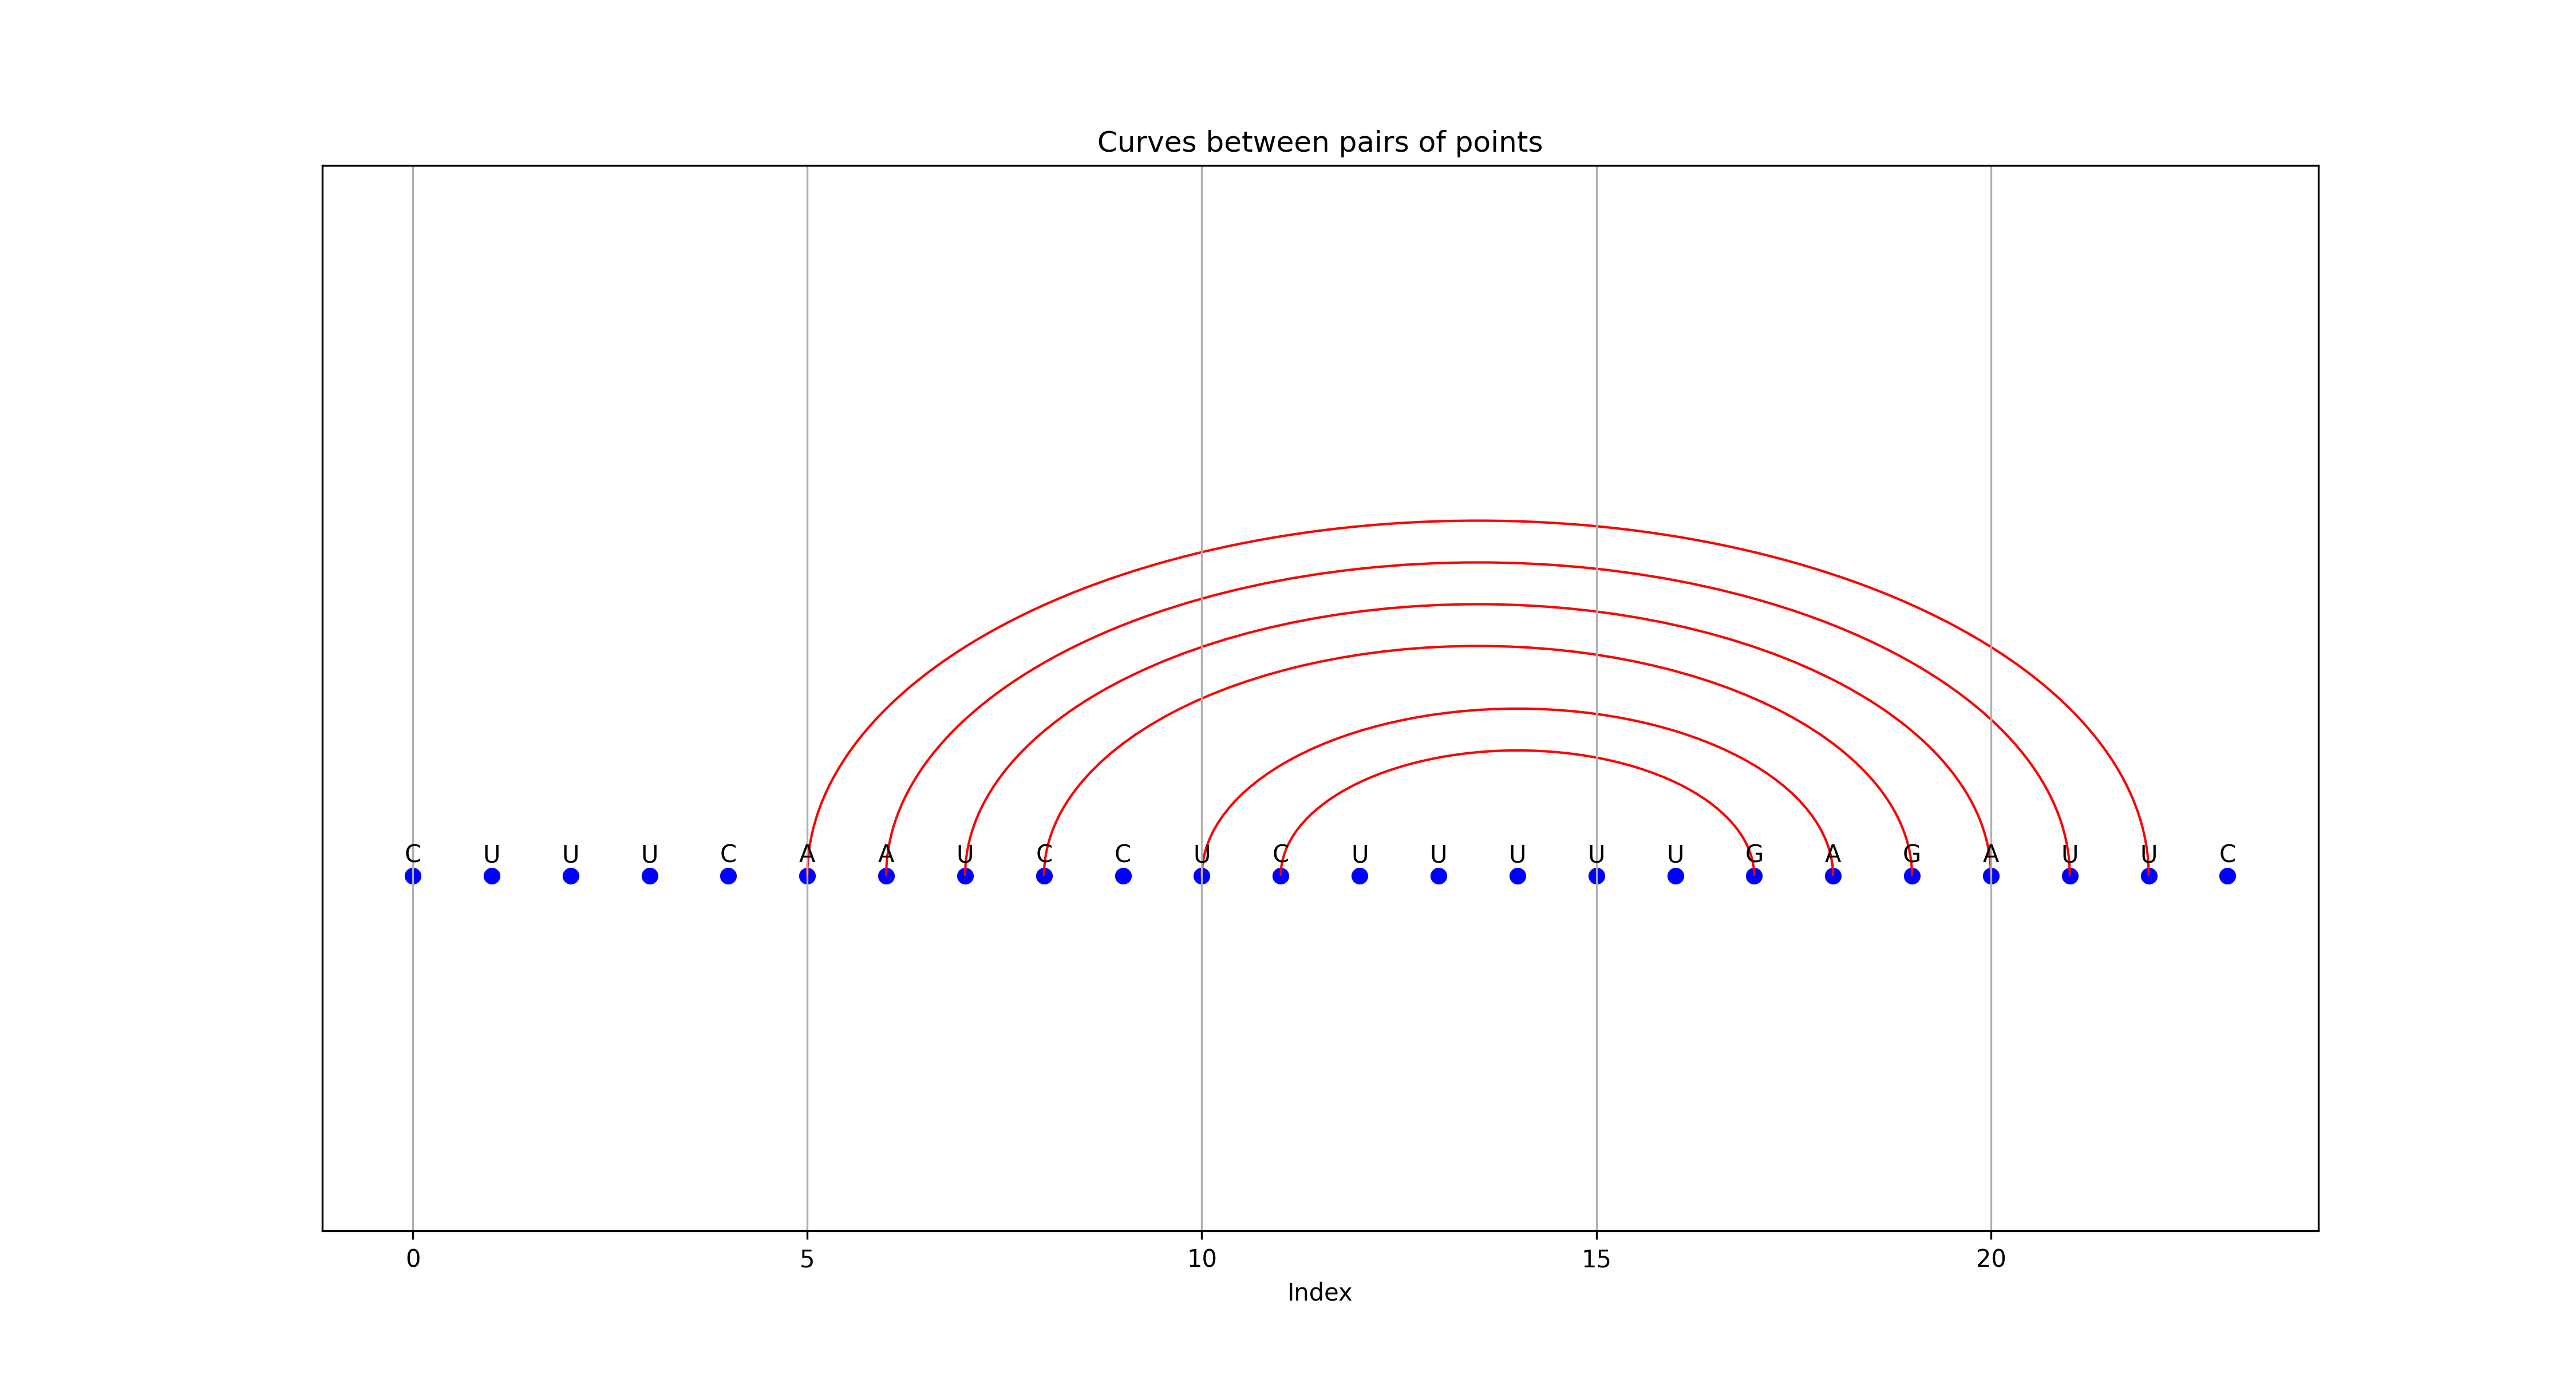 Curves between pairs of points
C U U U C A A U C C U C U U U U U G A G A U U C
0 5 10 15 20
Index